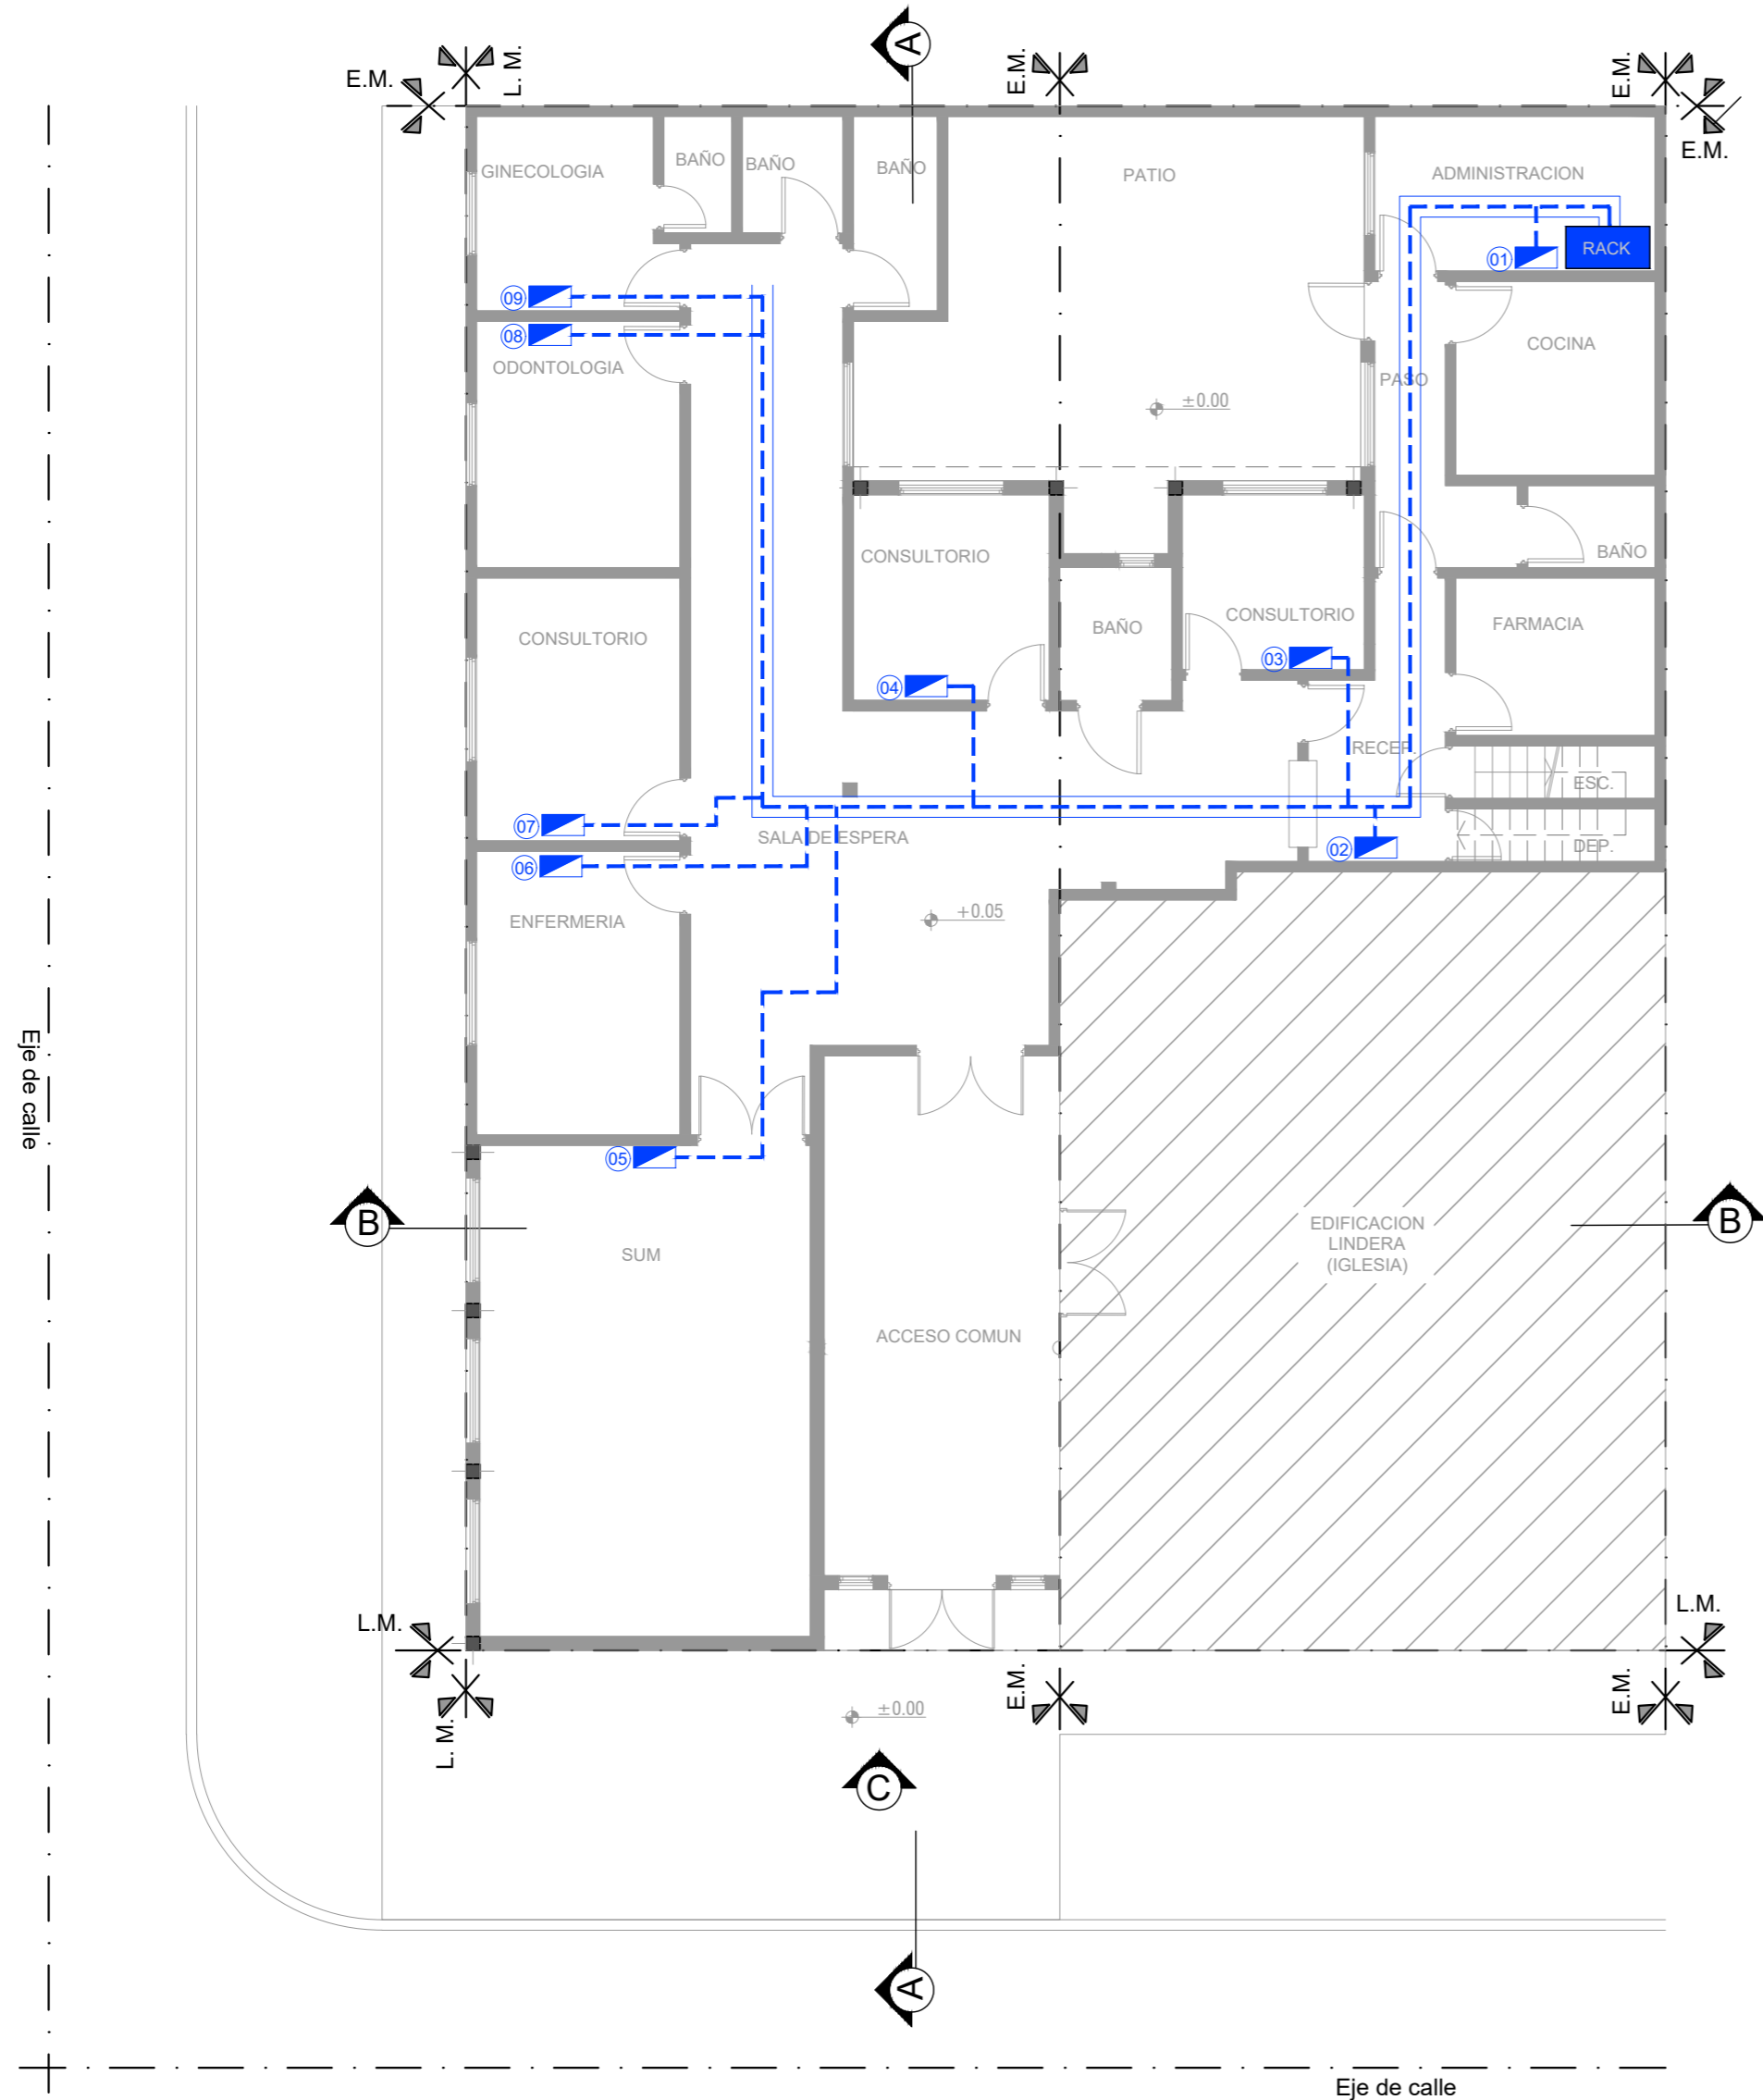 A
E.M.
L. M.
E.M.
E.M.
E.M.
GINECOLOGIA
BAÑO
BAÑO
BAÑO
PATIO
ADMINISTRACION
01
RACK
09
08
ODONTOLOGIA
COCINA
PASO
±0.00
CONSULTORIO
BAÑO
CONSULTORIO
BAÑO
CONSULTORIO
FARMACIA
03
04
RECEP.
ESC.
07
SALA DE ESPERA
02
DEP.
06
ENFERMERIA
+0.05
Eje de calle
05
B
SUM
EDIFICACION
LINDERA
(IGLESIA)
B
ACCESO COMUN
L.M.
L.M.
L. M.
E.M.
E.M.
±0.00
C
A
Eje de calle